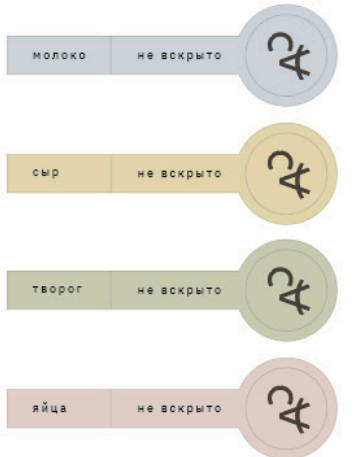 молоко не вскрыто
сыр не вскрыто
творог не вскрыто
яйца не вскрыто